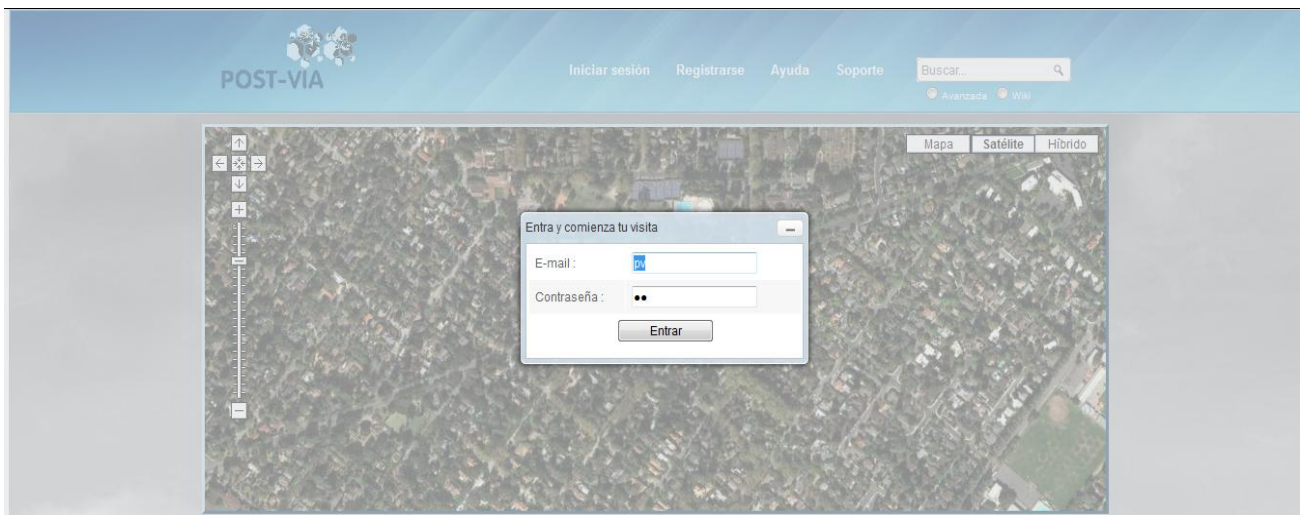 POST-VIA
Iniciar sesión Registrarse Ayuda Soporte
Buscar...
Avanzada Wiki
Mapa Satélite Híbrido
Entra y comienza tu visita
E-mail : pv
Contraseña : ●●
Entrar